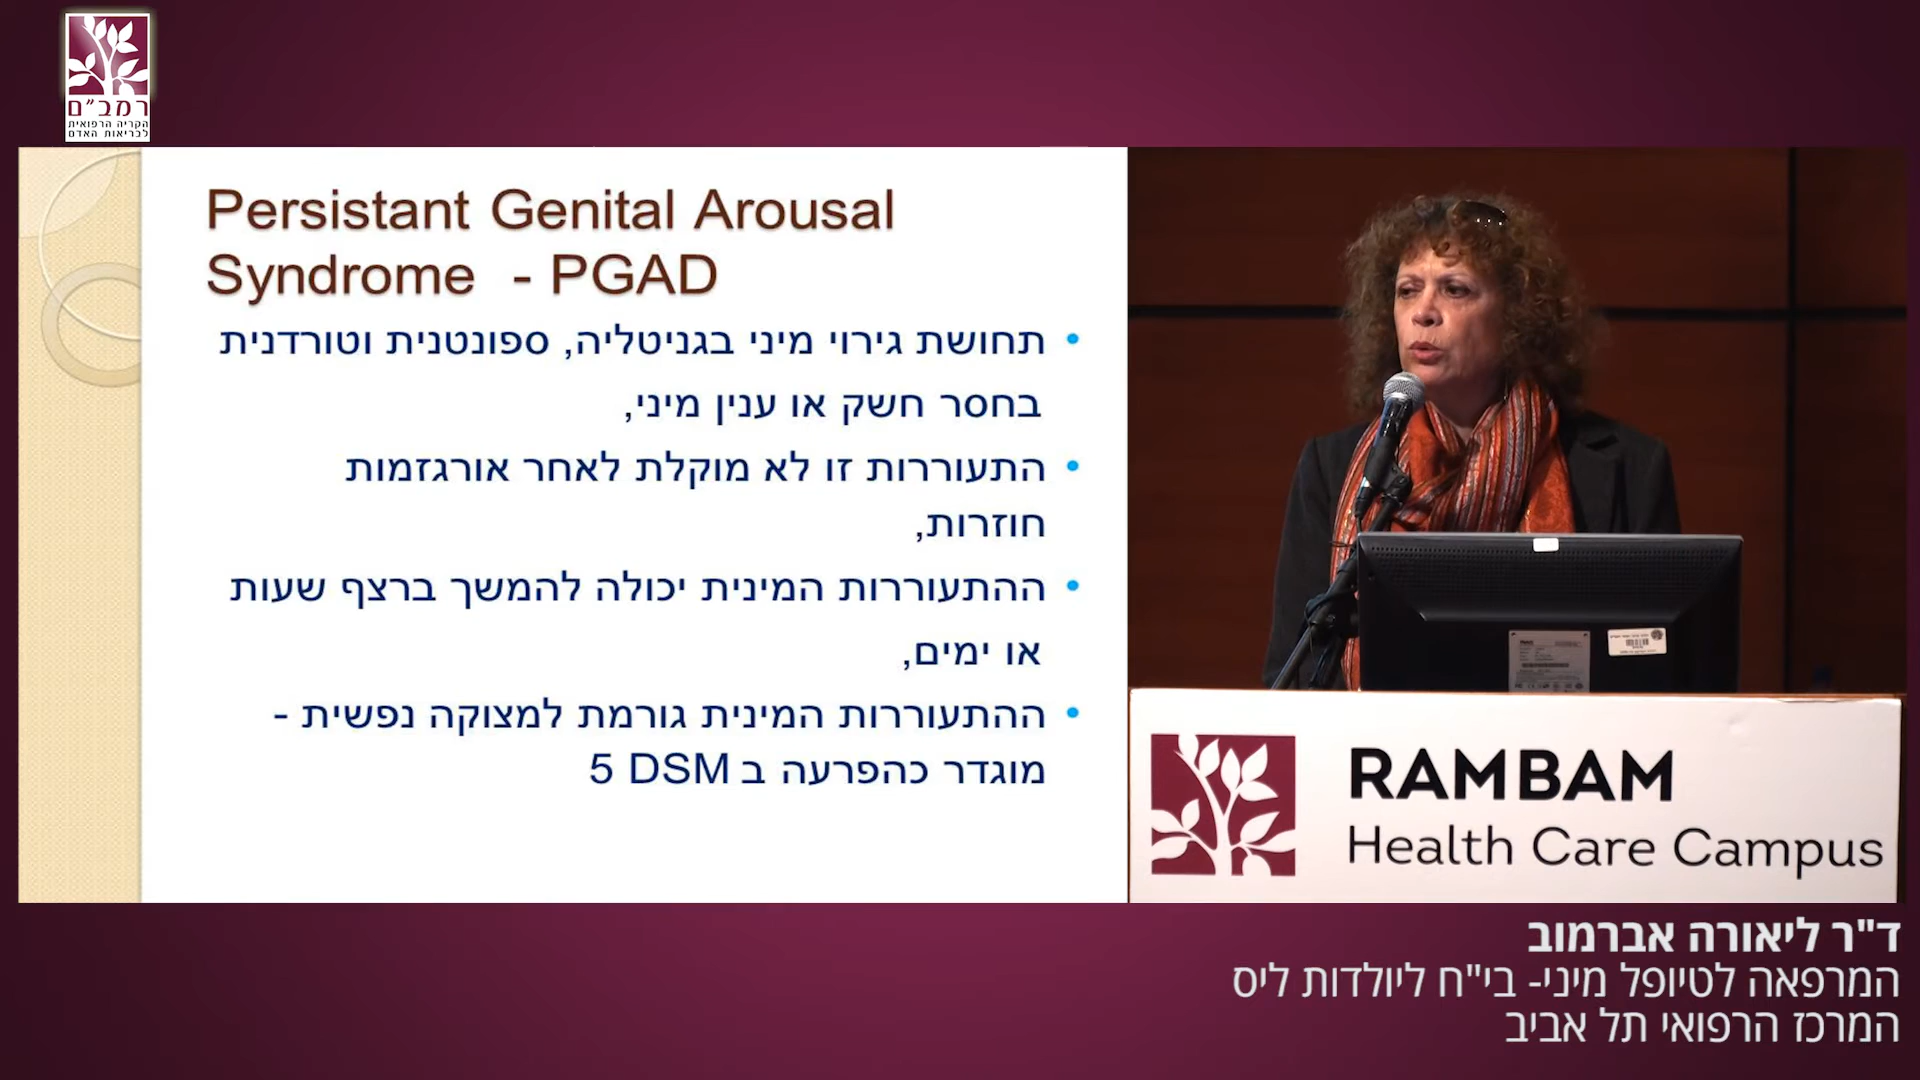 רמב"ם
הקריה הרפואית
לבריאות האדם
Persistant Genital Arousal
Syndrome - PGAD
• תחושת גירוי מיני בגניטליה, ספונטנית וטורדנית
בחסר חשק או ענין מיני,
• התעוררות זו לא מוקלת לאחר אורגזמות
חוזרות,
• ההתעוררות המינית יכולה להמשך ברצף שעות
או ימים,
• ההתעוררות המינית גורמת למצוקה נפשית -
מוגדר כהפרעה ב DSM 5
RAMBAM
Health Care Campus
ד"ר ליאורה אברמוב
המרפאה לטיופל מיני- בי"ח ליולדות ליס
המרכז הרפואי תל אביב